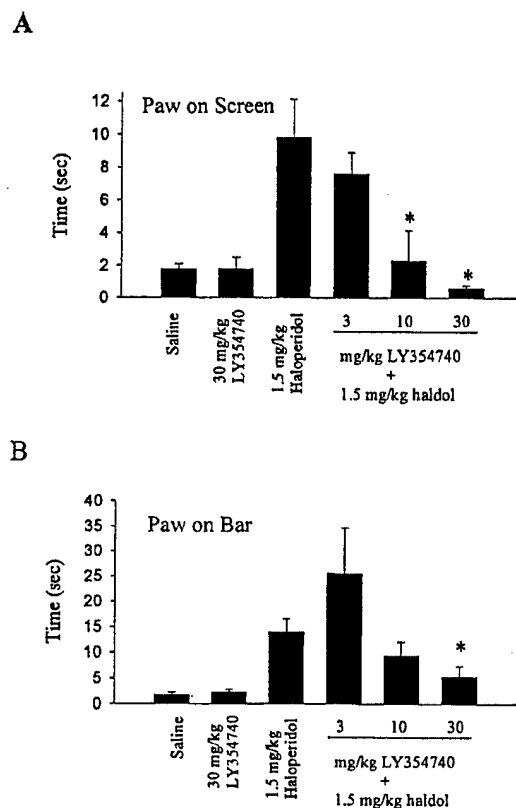 A
Paw on Screen
Time (sec)
12
10
8
6
4
2
0
*
*
Saline
30 mg/kg
LY354740
1.5 mg/kg
Haloperidol
3 10 30
mg/kg LY354740
+
1.5 mg/kg haldol
B
Paw on Bar
Time (sec)
40
35
30
25
20
15
10
5
0
*
Saline
30 mg/kg
LY354740
1.5 mg/kg
Haloperidol
3 10 30
mg/kg LY354740
+
1.5 mg/kg haldol